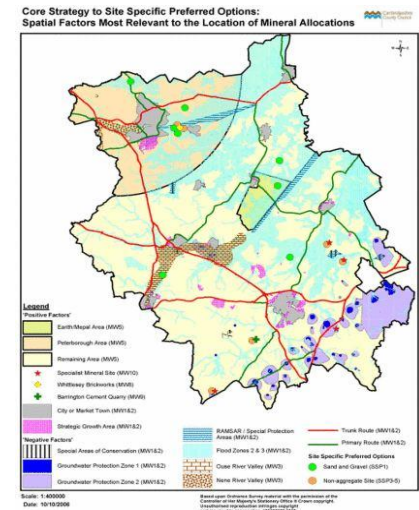 Core Strategy to Site Specific Preferred Options:
Spatial Factors Most Relevant to the Location of Mineral Allocations
Cambridgeshire
County Council
Legend
'Positive Factors'
Earth/Mepal Area (MW5)
Peterborough Area (MW5)
Remaining Area (MW5)
Specialist Mineral Site (MW10)
Whittlesey Brickworks (MW8)
Barrington Cement Quarry (MW9)
City or Market Town (MW1&2)
Strategic Growth Area (MW1&2)
'Negative Factors'
Special Areas of Conservation (MW1&2)
Groundwater Protection Zone 1 (MW1&2)
Groundwater Protection Zone 2 (MW1&2)
RAMSAR / Special Protection
Areas (MW1&2)
Flood Zones 2 & 3 (MW1&2)
Ouse River Valley (MW3)
Nene River Valley (MW3)
Trunk Route (MW1&2)
Primary Route (MW1&2)
Site Specific Preferred Options
Sand and Gravel (SSP1)
Non-aggregate Site (SSP3-5)
Scale: 1:400000
Date: 10/10/2008
Based upon Ordnance Survey material with the permission of the
Controller of Her Majesty's Stationery Office © Crown copyright.
Unauthorised reproduction infringes copyright